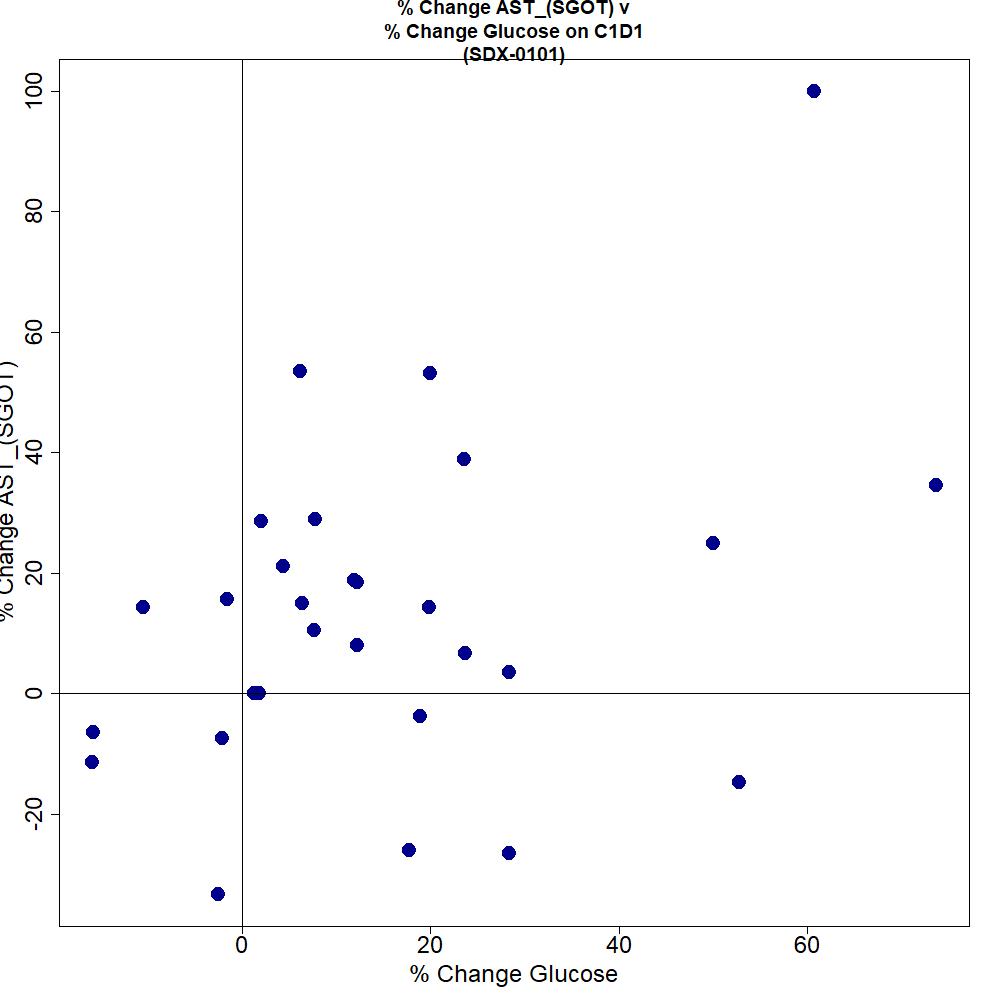 % Change AST_(SGOT) v
% Change Glucose on C1D1
(SDX-0101)
% Change AST_(SGOT)
100
80
60
40
20
0
-20
0
20
40
60
% Change Glucose